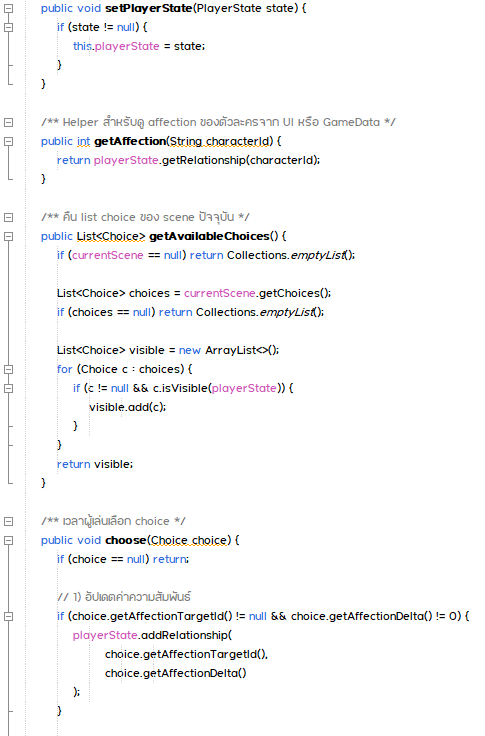 public void setPlayerState(PlayerState state) {
if (state != null) {
this.playerState = state;
}
}
/** Helper สำหรับดู affection ของตัวละครจาก UI หรือ GameData */
public int getAffection(String characterId) {
return playerState.getRelationship(characterId);
}
/** คืน list choice ของ scene ปัจจุบัน */
public List<Choice> getAvailableChoices() {
if (currentScene == null) return Collections.emptyList();
List<Choice> choices = currentScene.getChoices();
if (choices == null) return Collections.emptyList();
List<Choice> visible = new ArrayList<>();
for (Choice c : choices) {
if (c != null && c.isVisible(playerState)) {
visible.add(c);
}
}
return visible;
}
/** เวลาผู้เล่นเลือก choice */
public void choose(Choice choice) {
if (choice == null) return;
// 1) อัปเดตค่าความสัมพันธ์
if (choice.getAffectionTargetId() != null && choice.getAffectionDelta() != 0) {
playerState.addRelationship(
choice.getAffectionTargetId(),
choice.getAffectionDelta()
);
}